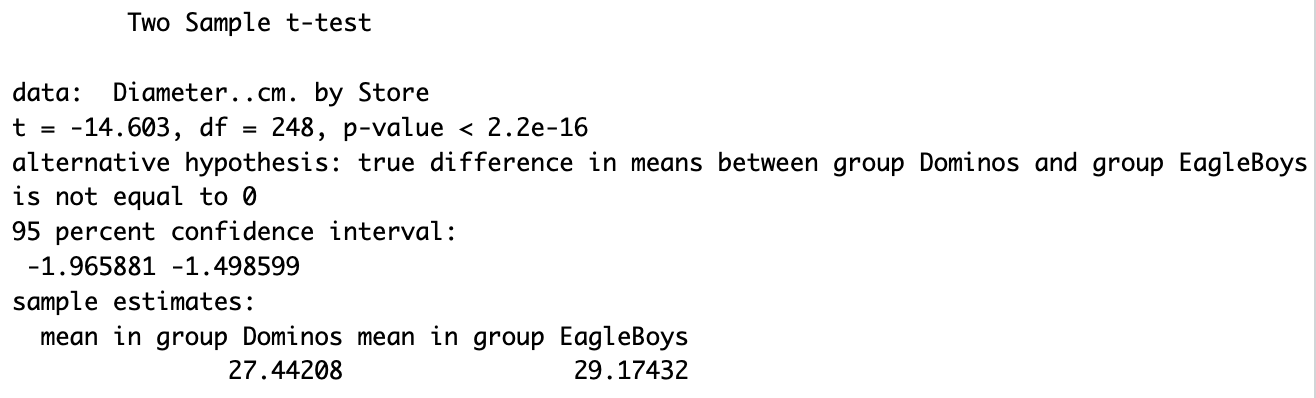 Two Sample t-test
data:  Diameter..cm. by Store
t = -14.603, df = 248, p-value < 2.2e-16
alternative hypothesis: true difference in means between group Dominos and group EagleBoys
is not equal to 0
95 percent confidence interval:
-1.965881 -1.498599
sample estimates:
mean in group Dominos mean in group EagleBoys
27.44208                29.17432